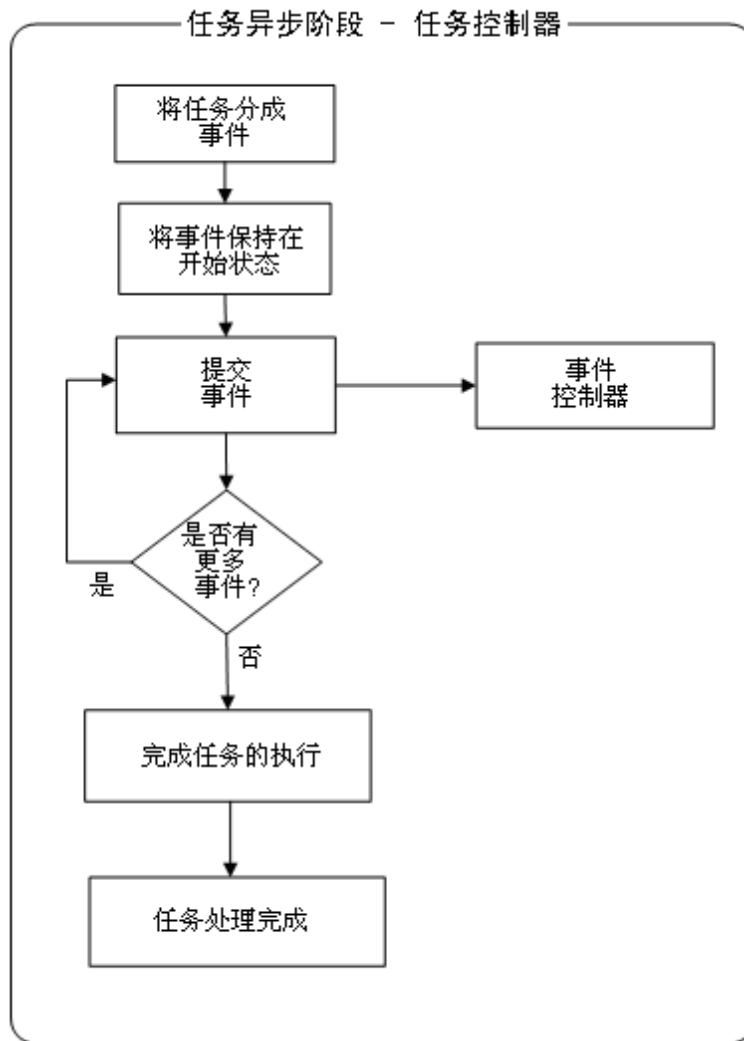 任务异步阶段 - 任务控制器
将任务分成
事件
将事件保持在
开始状态
提交
事件
事件
控制器
是否有
更多
事件?
是
否
完成任务的执行
任务处理完成